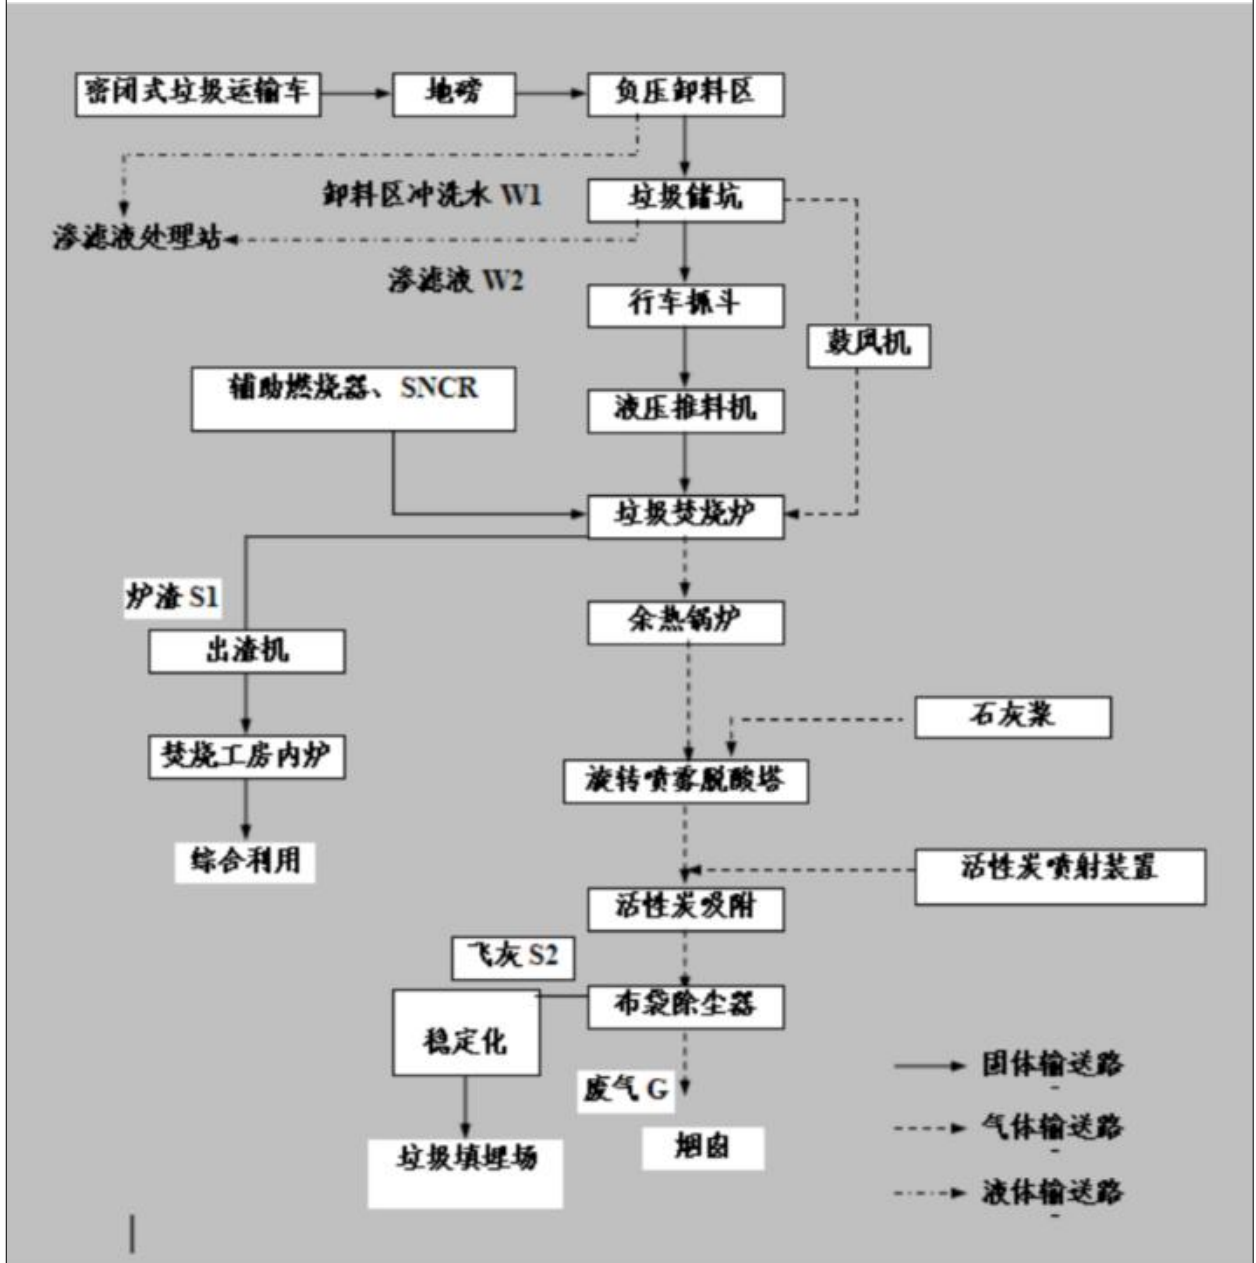 密闭式垃圾运输车
地磅
负压卸料区
卸料区冲洗水 W1
垃圾储坑
渗滤液处理站
渗滤液 W2
行车抓斗
鼓风机
辅助燃烧器、SNCR
液压推料机
垃圾焚烧炉
炉渣 S1
余热锅炉
出渣机
石灰浆
焚烧工房内炉
旋转喷雾脱酸塔
综合利用
活性炭喷射装置
活性炭吸附
飞灰 S2
布袋除尘器
稳定化
固体输送路
废气 G
气体输送路
烟囱
垃圾填埋场
液体输送路